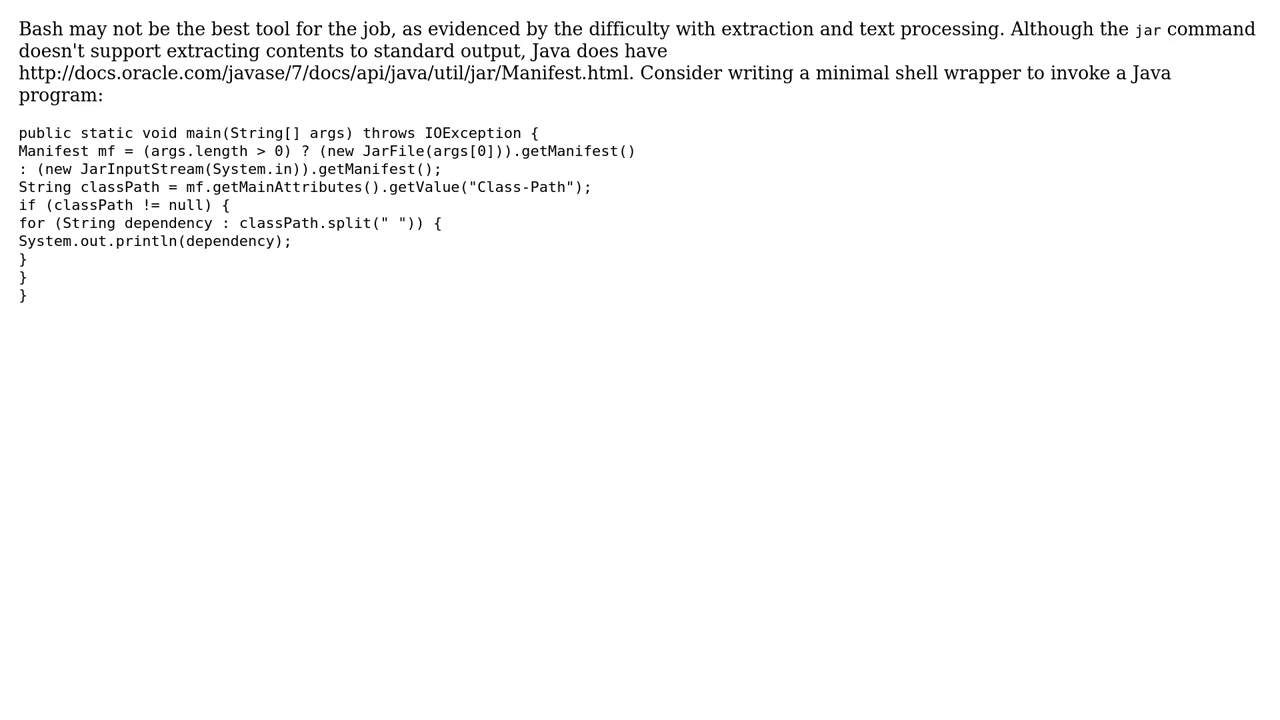 Bash may not be the best tool for the job, as evidenced by the difficulty with extraction and text processing. Although the jar command
doesn't support extracting contents to standard output, Java does have
http://docs.oracle.com/javase/7/docs/api/java/util/jar/Manifest.html. Consider writing a minimal shell wrapper to invoke a Java
program:
public static void main(String[] args) throws IOException {
Manifest mf = (args.length > 0) ? (new JarFile(args[0])).getManifest()
: (new JarInputStream(System.in)).getManifest();
String classPath = mf.getMainAttributes().getValue("Class-Path");
if (classPath != null) {
for (String dependency : classPath.split(" ")) {
System.out.println(dependency);
}
}
}